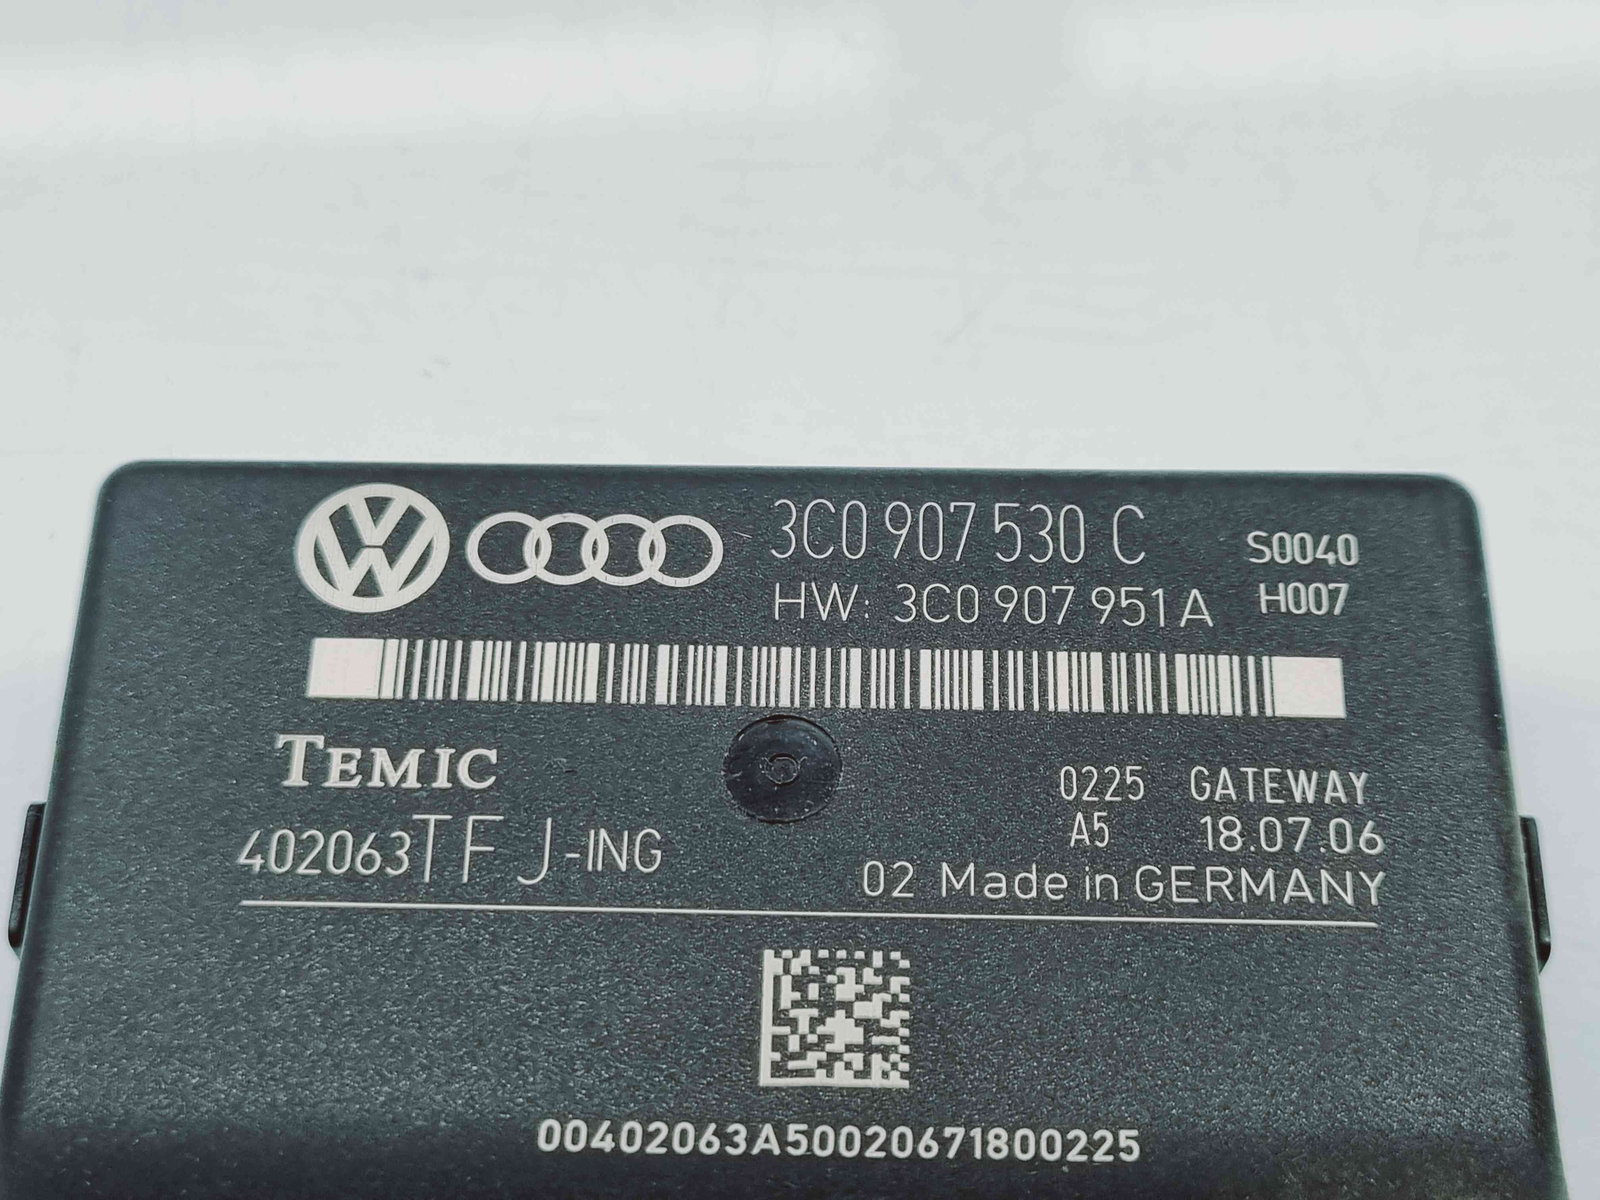 3C0 907 530 C S0040
HW: 3C0 907 951 A H007
TEMIC
0225 GATEWAY
A5 18.07.06
402063TF J-ING
02 Made in GERMANY
00402063A50020671800225